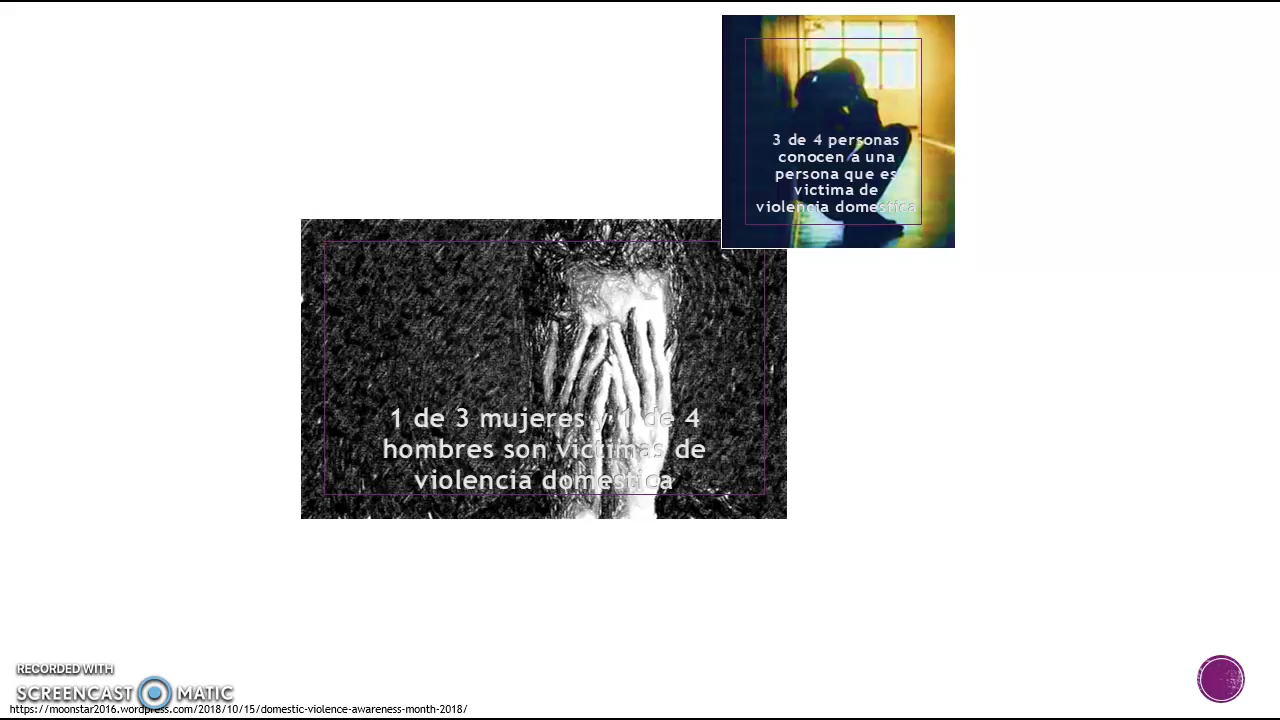 3 de 4 personas
conocen a una
persona que es
victima de
violencia domestica
1 de 3 mujeres y 1 de 4
hombres son victimas de
violencia domestica
RECORDED WITH
SCREENCAST MATIC
https://moonstar2016.wordpress.com/2018/10/15/domestic-violence-awareness-month-2018/